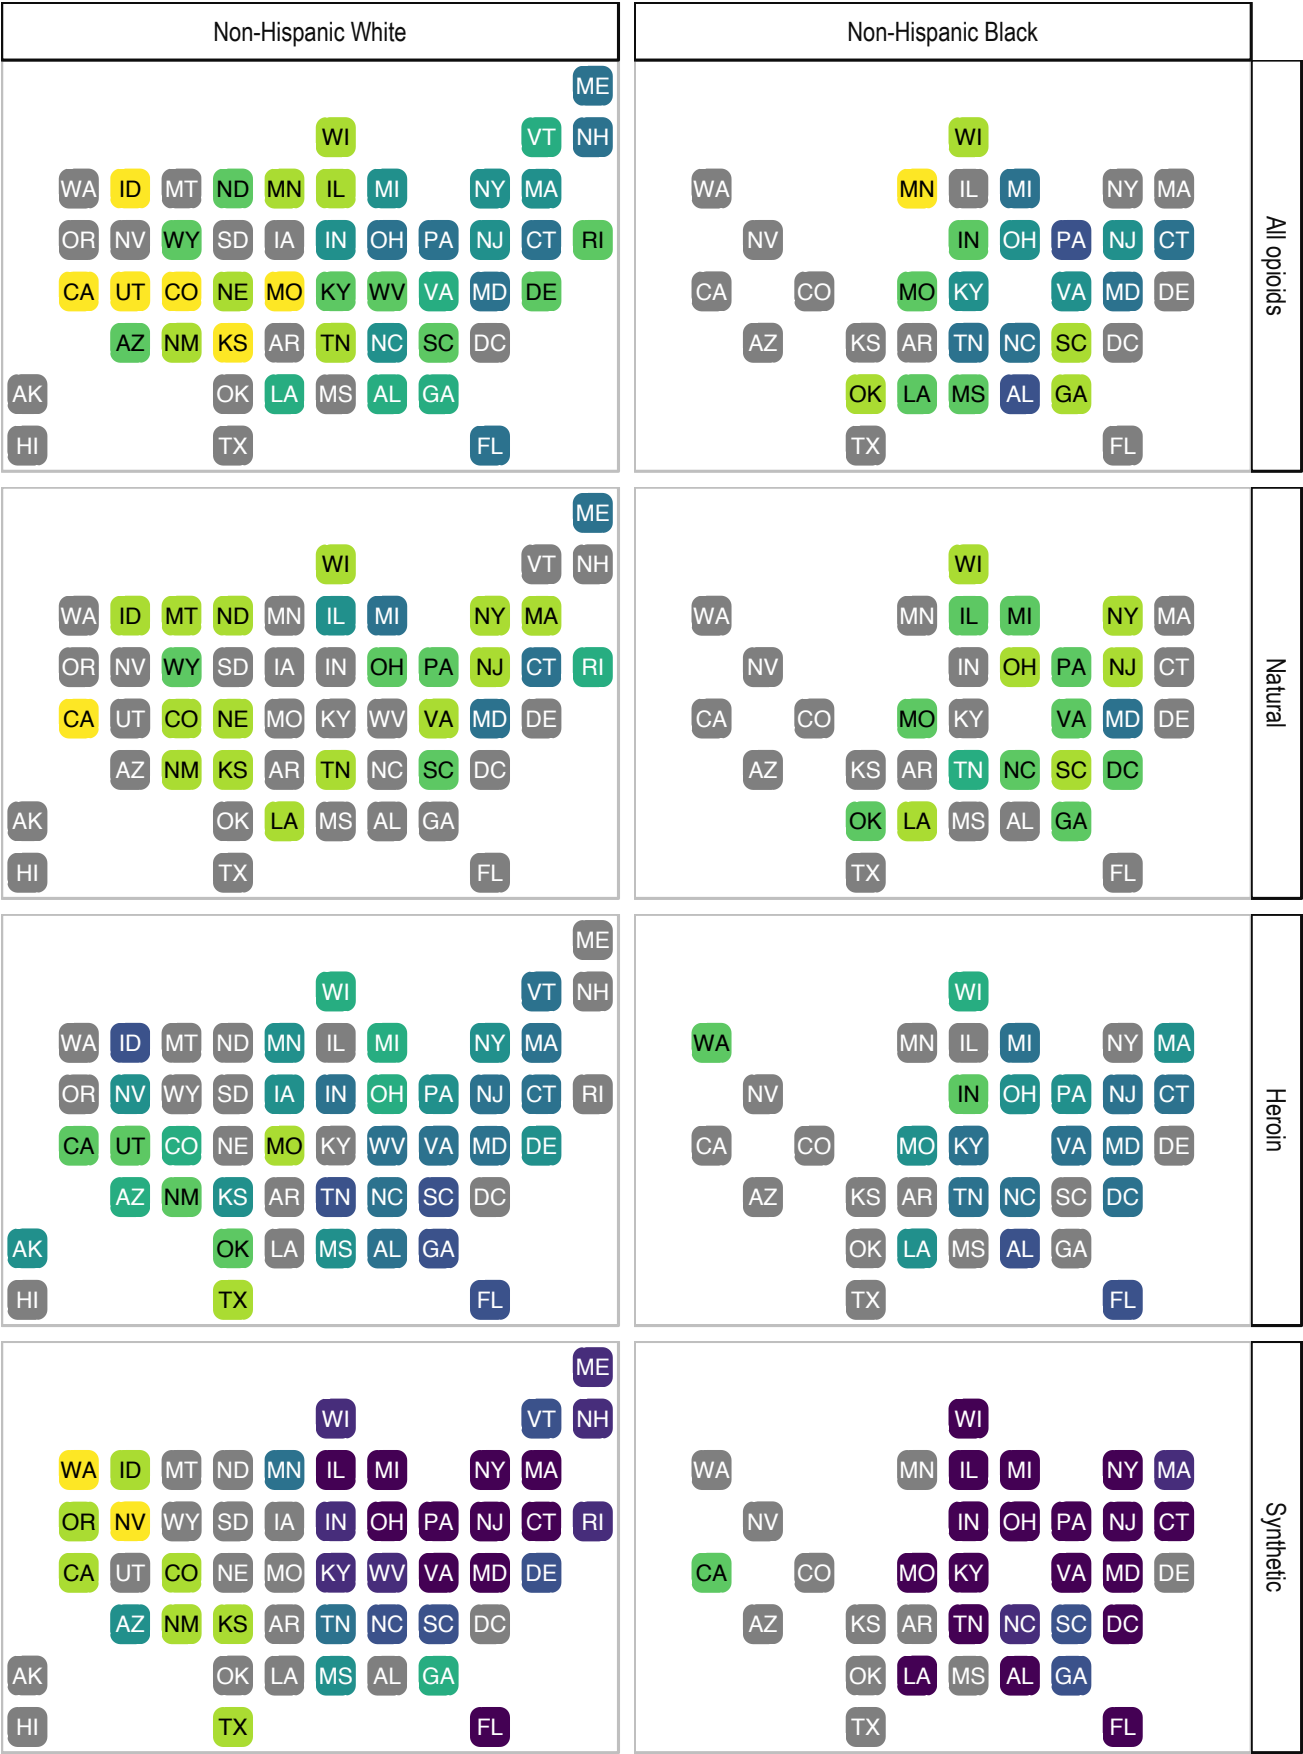 Non-Hispanic White Non-Hispanic Black
ME
WI VT NH
WA ID MT ND MN IL MI NY MA
OR NV WY SD IA IN OH PA NJ CT RI
CA UT CO NE MO KY WV VA MD DE
AZ NM KS AR TN NC SC DC
AK OK LA MS AL GA
HI TX FL
WI
WA MN IL MI NY MA
NV IN OH PA NJ CT
CA CO MO KY VA MD DE
AZ KS AR TN NC SC DC
OK LA MS AL GA
TX FL
All opioids
ME
WI VT NH
WA ID MT ND MN IL MI NY MA
OR NV WY SD IA IN OH PA NJ CT RI
CA UT CO NE MO KY WV VA MD DE
AZ NM KS AR TN NC SC DC
AK OK LA MS AL GA
HI TX FL
WI
WA MN IL MI NY MA
NV IN OH PA NJ CT
CA CO MO KY VA MD DE
AZ KS AR TN NC SC DC
OK LA MS AL GA
TX FL
Natural
ME
WI VT NH
WA ID MT ND MN IL MI NY MA
OR NV WY SD IA IN OH PA NJ CT RI
CA UT CO NE MO KY WV VA MD DE
AZ NM KS AR TN NC SC DC
AK OK LA MS AL GA
HI TX FL
WI
WA MN IL MI NY MA
NV IN OH PA NJ CT
CA CO MO KY VA MD DE
AZ KS AR TN NC SC DC
OK LA MS AL GA
TX FL
Heroin
ME
WI VT NH
WA ID MT ND MN IL MI NY MA
OR NV WY SD IA IN OH PA NJ CT RI
CA UT CO NE MO KY WV VA MD DE
AZ NM KS AR TN NC SC DC
AK OK LA MS AL GA
HI TX FL
WI
WA MN IL MI NY MA
NV IN OH PA NJ CT
CA CO MO KY VA MD DE
AZ KS AR TN NC SC DC
OK LA MS AL GA
TX FL
Synthetic